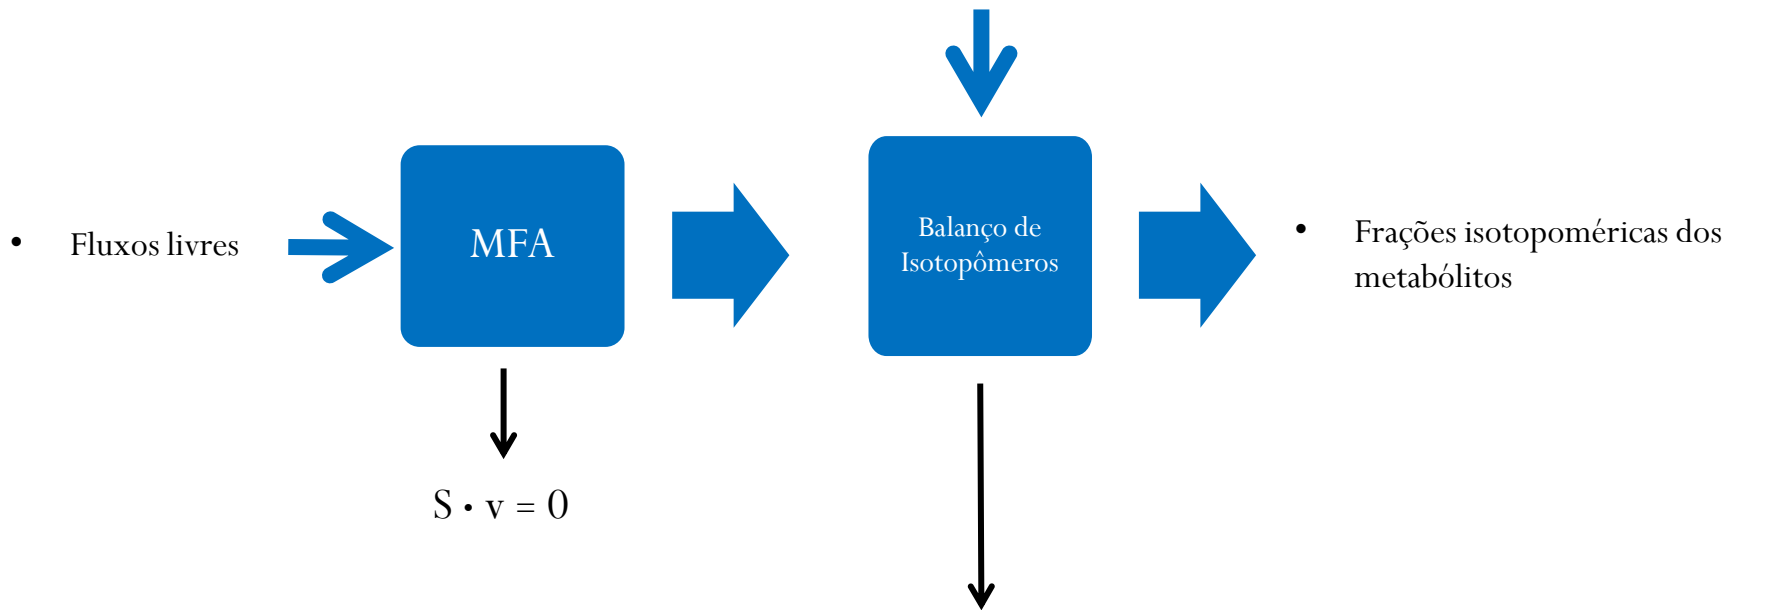 • Fluxos livres
MFA
Balanço de
Isotopômeros
• Frações isotopoméricas dos
metabólitos
S · v = 0